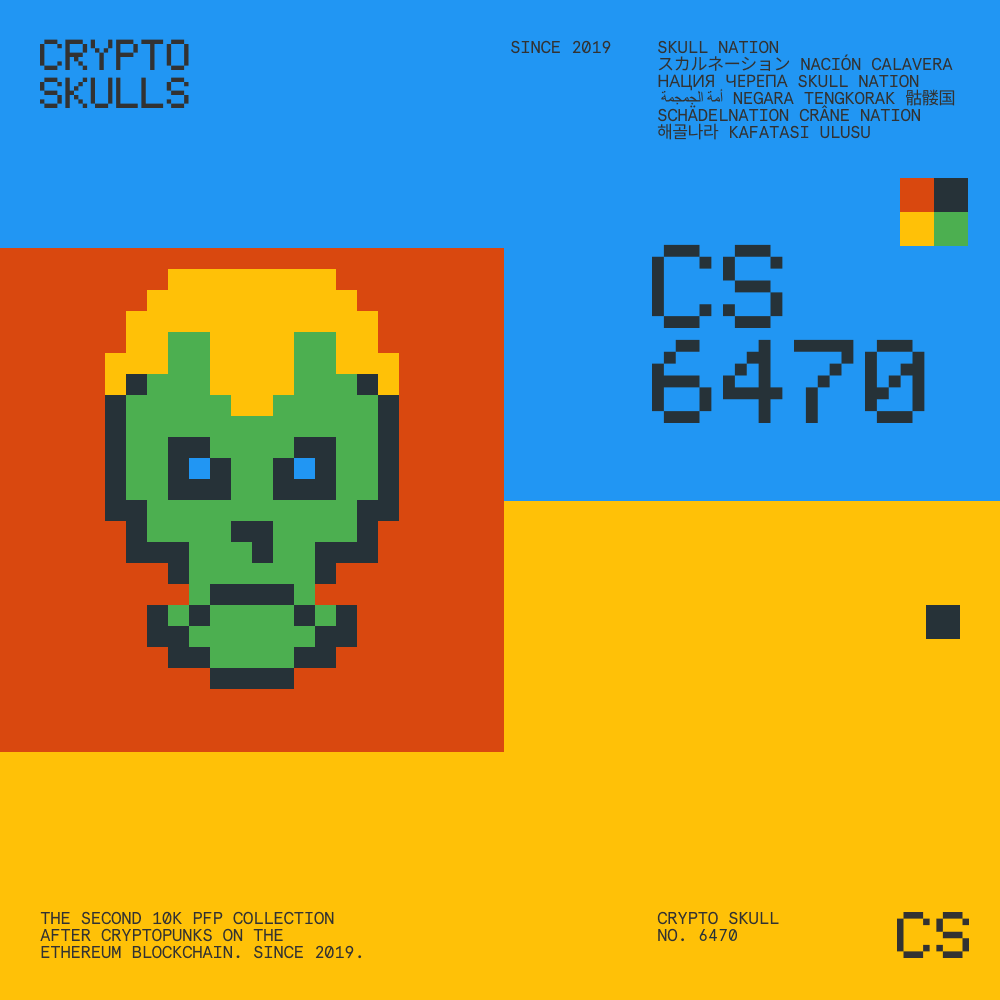 CRYPTO
SKULLS
SINCE 2019
SKULL NATION
スカルネーション NACIÓN CALAVERA
НАЦИЯ ЧЕРЕПА SKULL NATION
أمة الجمجمة NEGARA TENGKORAK 骷髅国
SCHÄDELNATION CRÂNE NATION
해골나라 KAFATASI ULUSU
CS
6470
THE SECOND 10K PFP COLLECTION
AFTER CRYPTOPUNKS ON THE
ETHEREUM BLOCKCHAIN. SINCE 2019.
CRYPTO SKULL
NO. 6470
CS